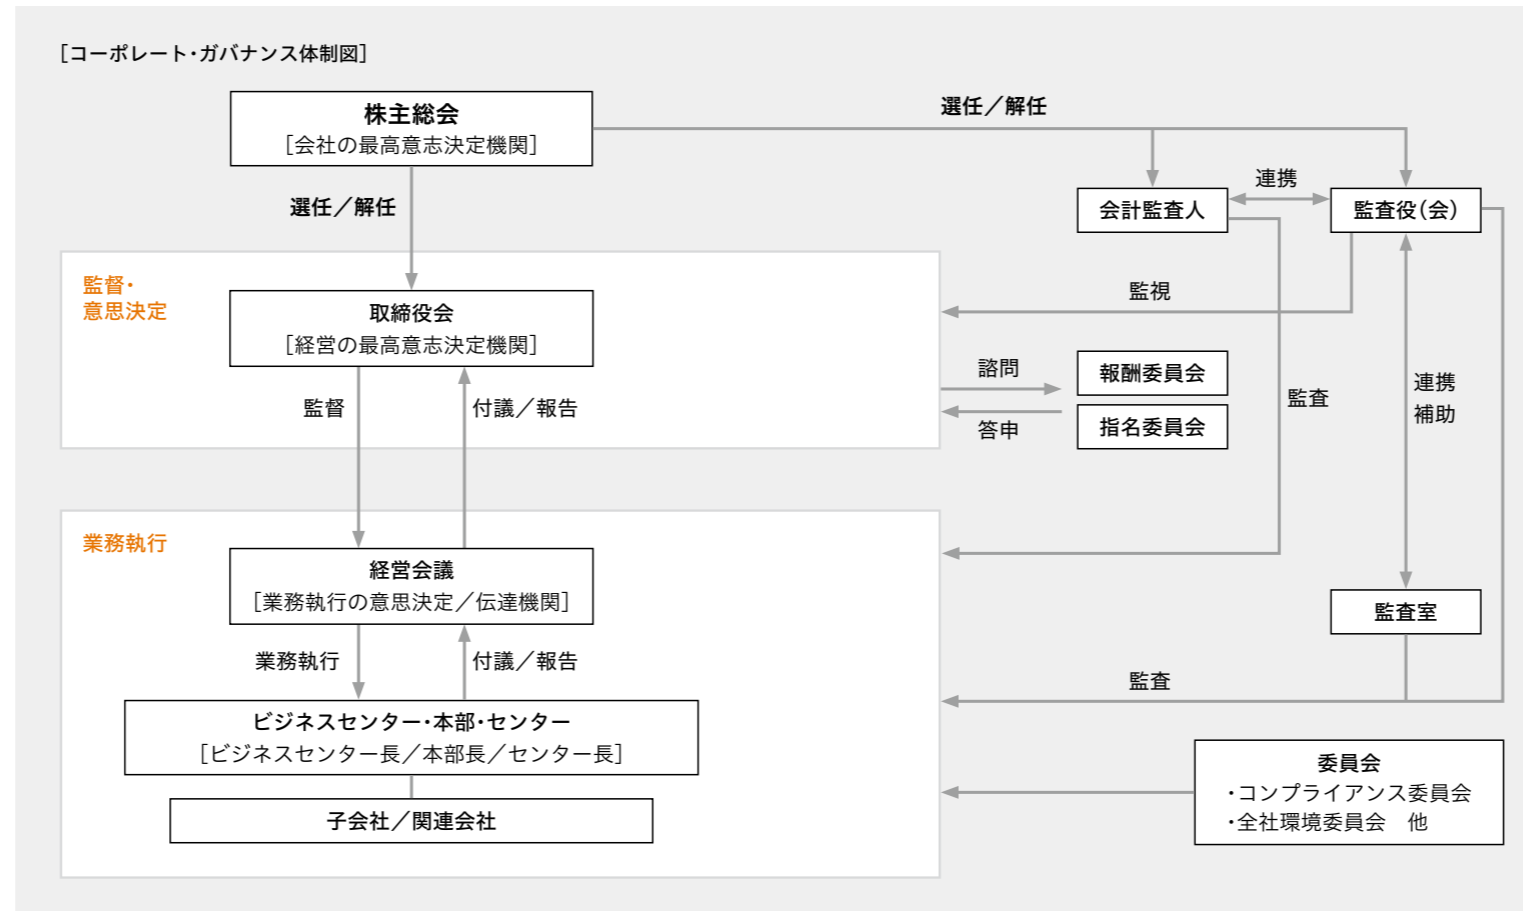 ［コーポレート・ガバナンス体制図］
株主総会
［会社の最高意志決定機関］
選任／解任
選任／解任
会計監査人
連携
監査役（会）
監督・
意思決定
取締役会
［経営の最高意志決定機関］
監視
監督
付議／報告
諮問
答申
報酬委員会
指名委員会
監査
連携
補助
業務執行
経営会議
［業務執行の意思決定／伝達機関］
監査室
業務執行
付議／報告
監査
ビジネスセンター・本部・センター
［ビジネスセンター長／本部長／センター長］
子会社／関連会社
委員会
・コンプライアンス委員会
・全社環境委員会　他